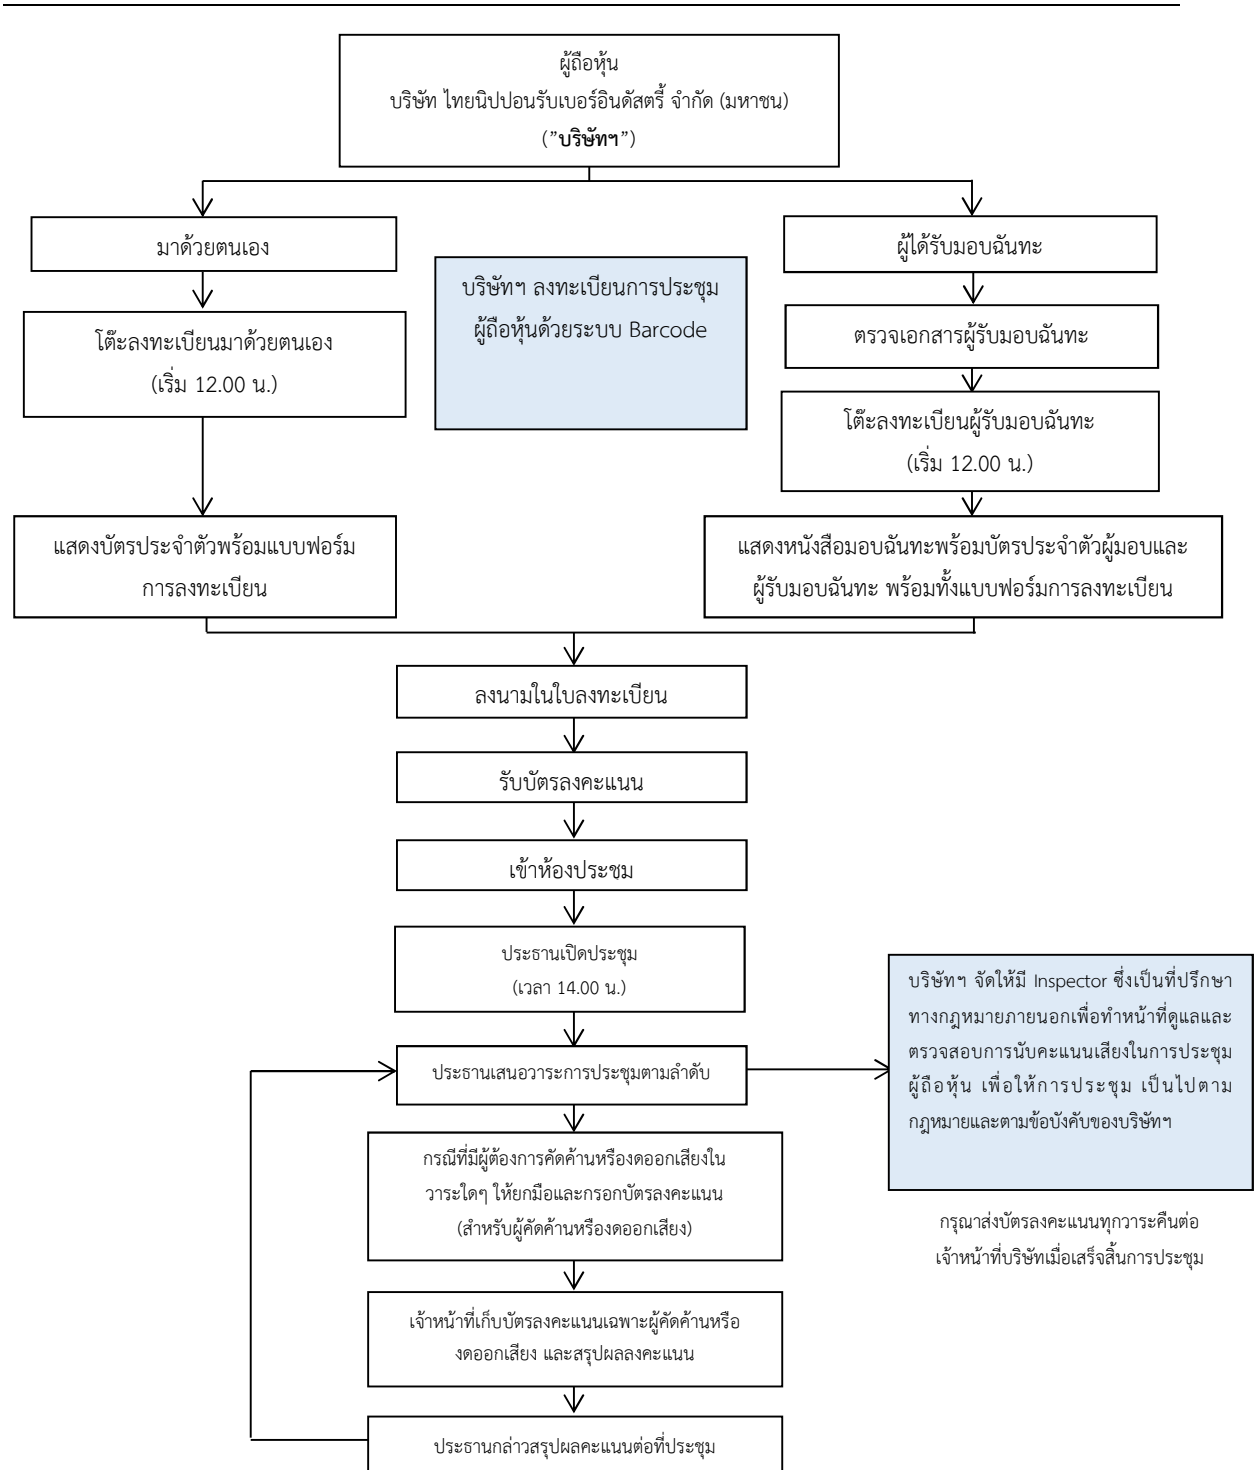 ผู้ถือหุ้น
บริษัท ไทยนิปปอนรับเบอร์อินดัสตรี้ จำกัด (มหาชน)
(”บริษัทฯ”)
มาด้วยตนเอง
ผู้ได้รับมอบฉันทะ
บริษัทฯ ลงทะเบียนการประชุม
ผู้ถือหุ้นด้วยระบบ Barcode
โต๊ะลงทะเบียนมาด้วยตนเอง
(เริ่ม 12.00 น.)
ตรวจเอกสารผู้รับมอบฉันทะ
โต๊ะลงทะเบียนผู้รับมอบฉันทะ
(เริ่ม 12.00 น.)
แสดงบัตรประจำตัวพร้อมแบบฟอร์ม
การลงทะเบียน
แสดงหนังสือมอบฉันทะพร้อมบัตรประจำตัวผู้มอบและ
ผู้รับมอบฉันทะ พร้อมทั้งแบบฟอร์มการลงทะเบียน
ลงนามในใบลงทะเบียน
รับบัตรลงคะแนน
เข้าห้องประชุม
ประธานเปิดประชุม
(เวลา 14.00 น.)
ประธานเสนอวาระการประชุมตามลำดับ
บริษัทฯ จัดให้มี Inspector ซึ่งเป็นที่ปรึกษา
ทางกฎหมายภายนอกเพื่อทำหน้าที่ดูแลและ
ตรวจสอบการนับคะแนนเสียงในการประชุม
ผู้ถือหุ้น เพื่อให้การประชุม เป็นไปตาม
กฎหมายและตามข้อบังคับของบริษัทฯ
กรณีที่มีผู้ต้องการคัดค้านหรืองดออกเสียงใน
วาระใดๆ ให้ยกมือและกรอกบัตรลงคะแนน
(สำหรับผู้คัดค้านหรืองดออกเสียง)
กรุณาส่งบัตรลงคะแนนทุกวาระคืนต่อ
เจ้าหน้าที่บริษัทเมื่อเสร็จสิ้นการประชุม
เจ้าหน้าที่เก็บบัตรลงคะแนนเฉพาะผู้คัดค้านหรือ
งดออกเสียง และสรุปผลลงคะแนน
ประธานกล่าวสรุปผลคะแนนต่อที่ประชุม